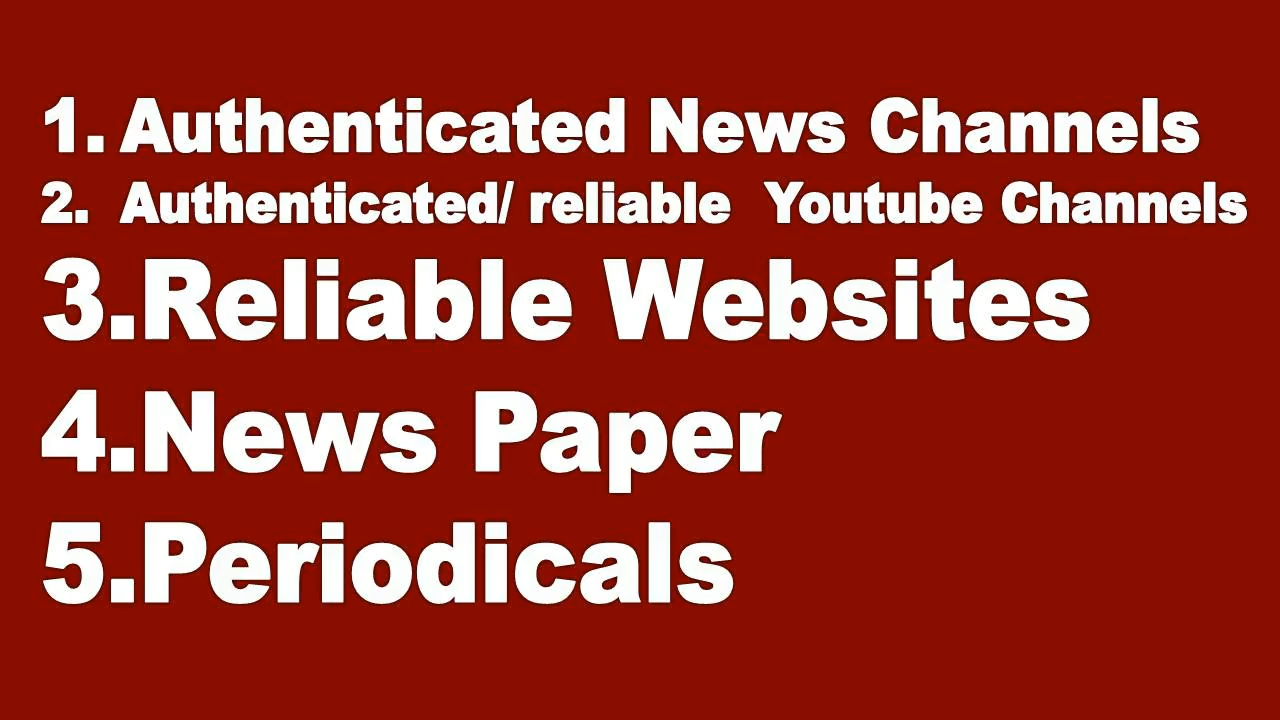 1. Authenticated News Channels
2. Authenticated/ reliable Youtube Channels
3.Reliable Websites
4.News Paper
5.Periodicals